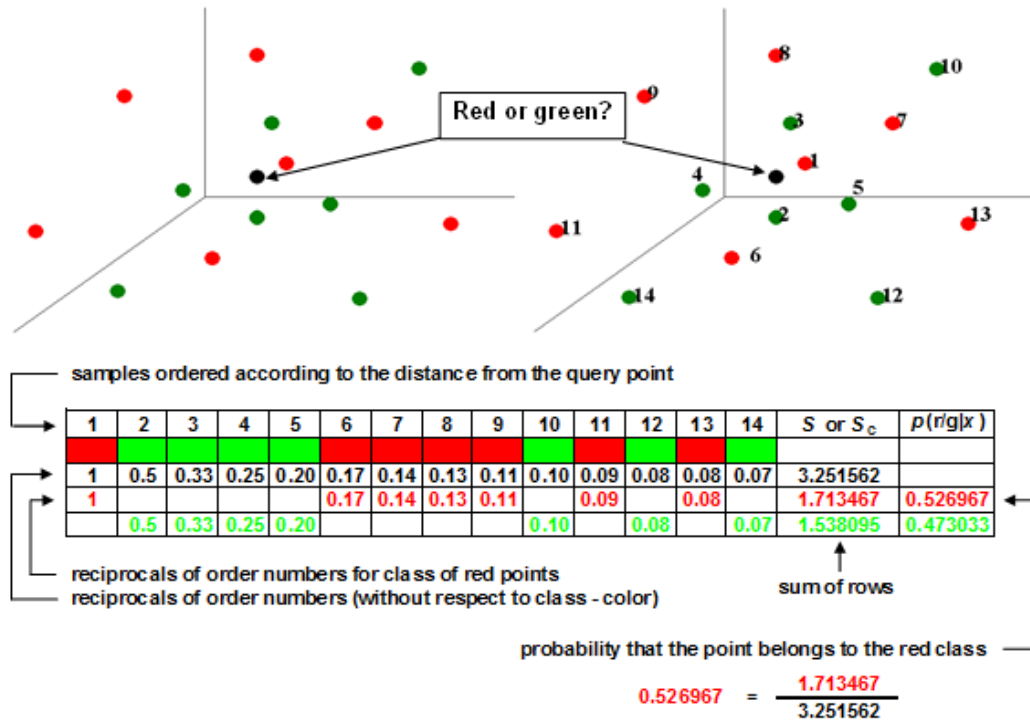 8
10
9
Red or green?
3
7
1
4
5
2
11
13
6
14
12
samples ordered according to the distance from the query point
1 2 3 4 5 6 7 8 9 10 11 12 13 14 S or Sc p(r/g|x)
1 0.5 0.33 0.25 0.20 0.17 0.14 0.13 0.11 0.10 0.09 0.08 0.08 0.07 3.251562
1 0.17 0.14 0.13 0.11 0.09 0.08 1.713467 0.526967
0.5 0.33 0.25 0.20 0.10 0.08 0.07 1.538095 0.473033
reciprocals of order numbers for class of red points
sum of rows
reciprocals of order numbers (without respect to class - color)
probability that the point belongs to the red class
0.526967 = 1.713467
3.251562